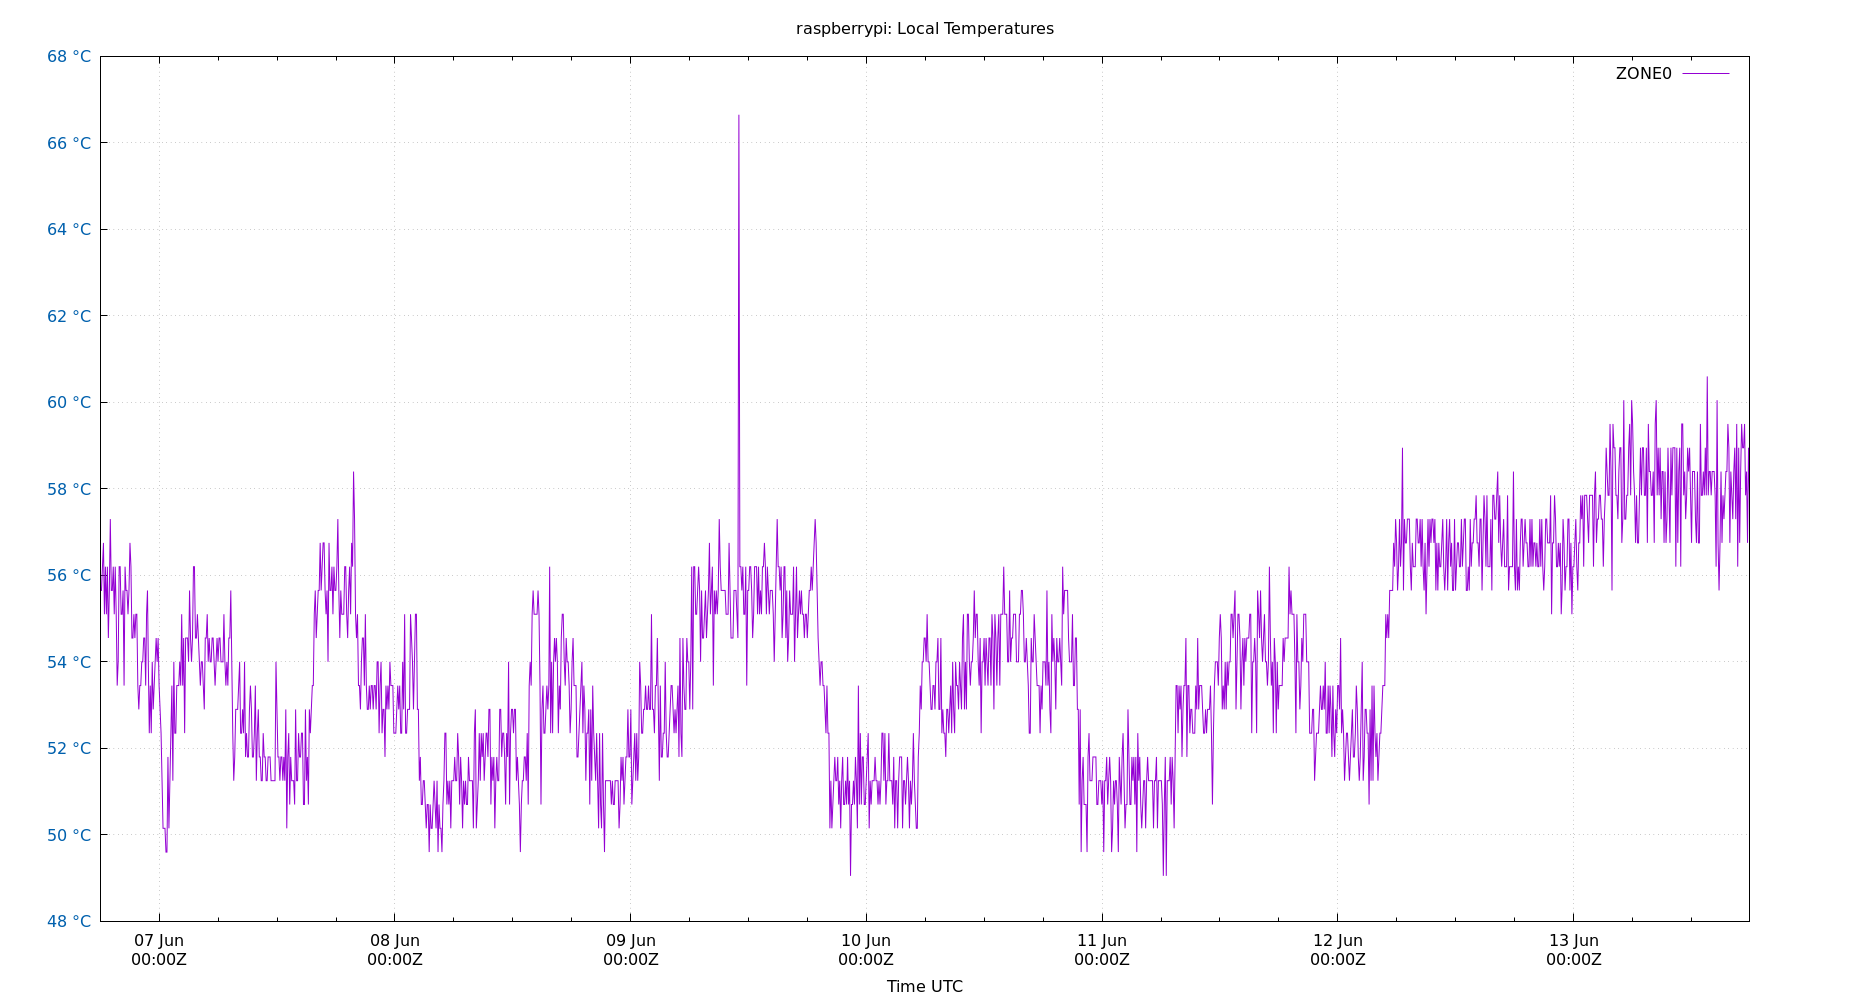 raspberrypi: Local Temperatures
68 °C
66 °C
64 °C
62 °C
60 °C
58 °C
56 °C
54 °C
52 °C
50 °C
48 °C
ZONE0
07 Jun 08 Jun 09 Jun 10 Jun 11 Jun 12 Jun 13 Jun
00:00Z 00:00Z 00:00Z 00:00Z 00:00Z 00:00Z 00:00Z
Time UTC